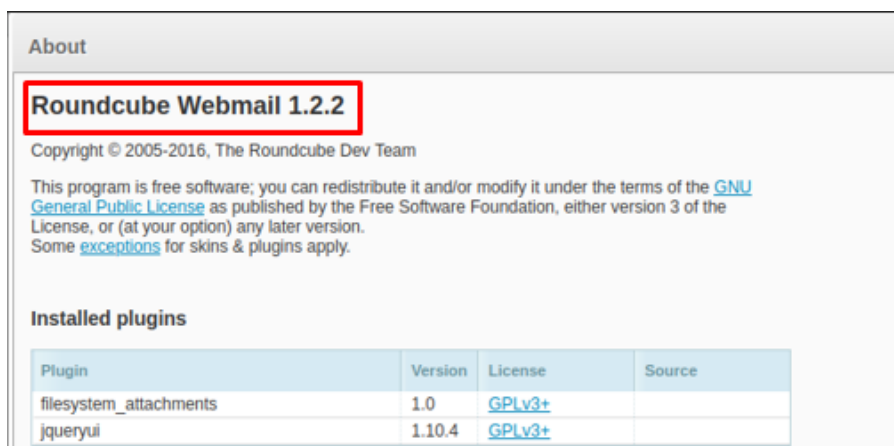 About
Roundcube Webmail 1.2.2
Copyright © 2005-2016, The Roundcube Dev Team
This program is free software; you can redistribute it and/or modify it under the terms of the GNU
General Public License as published by the Free Software Foundation, either version 3 of the
License, or (at your option) any later version.
Some exceptions for skins & plugins apply.
Installed plugins
Plugin Version License Source
filesystem_attachments 1.0 GPLv3+
jqueryui 1.10.4 GPLv3+